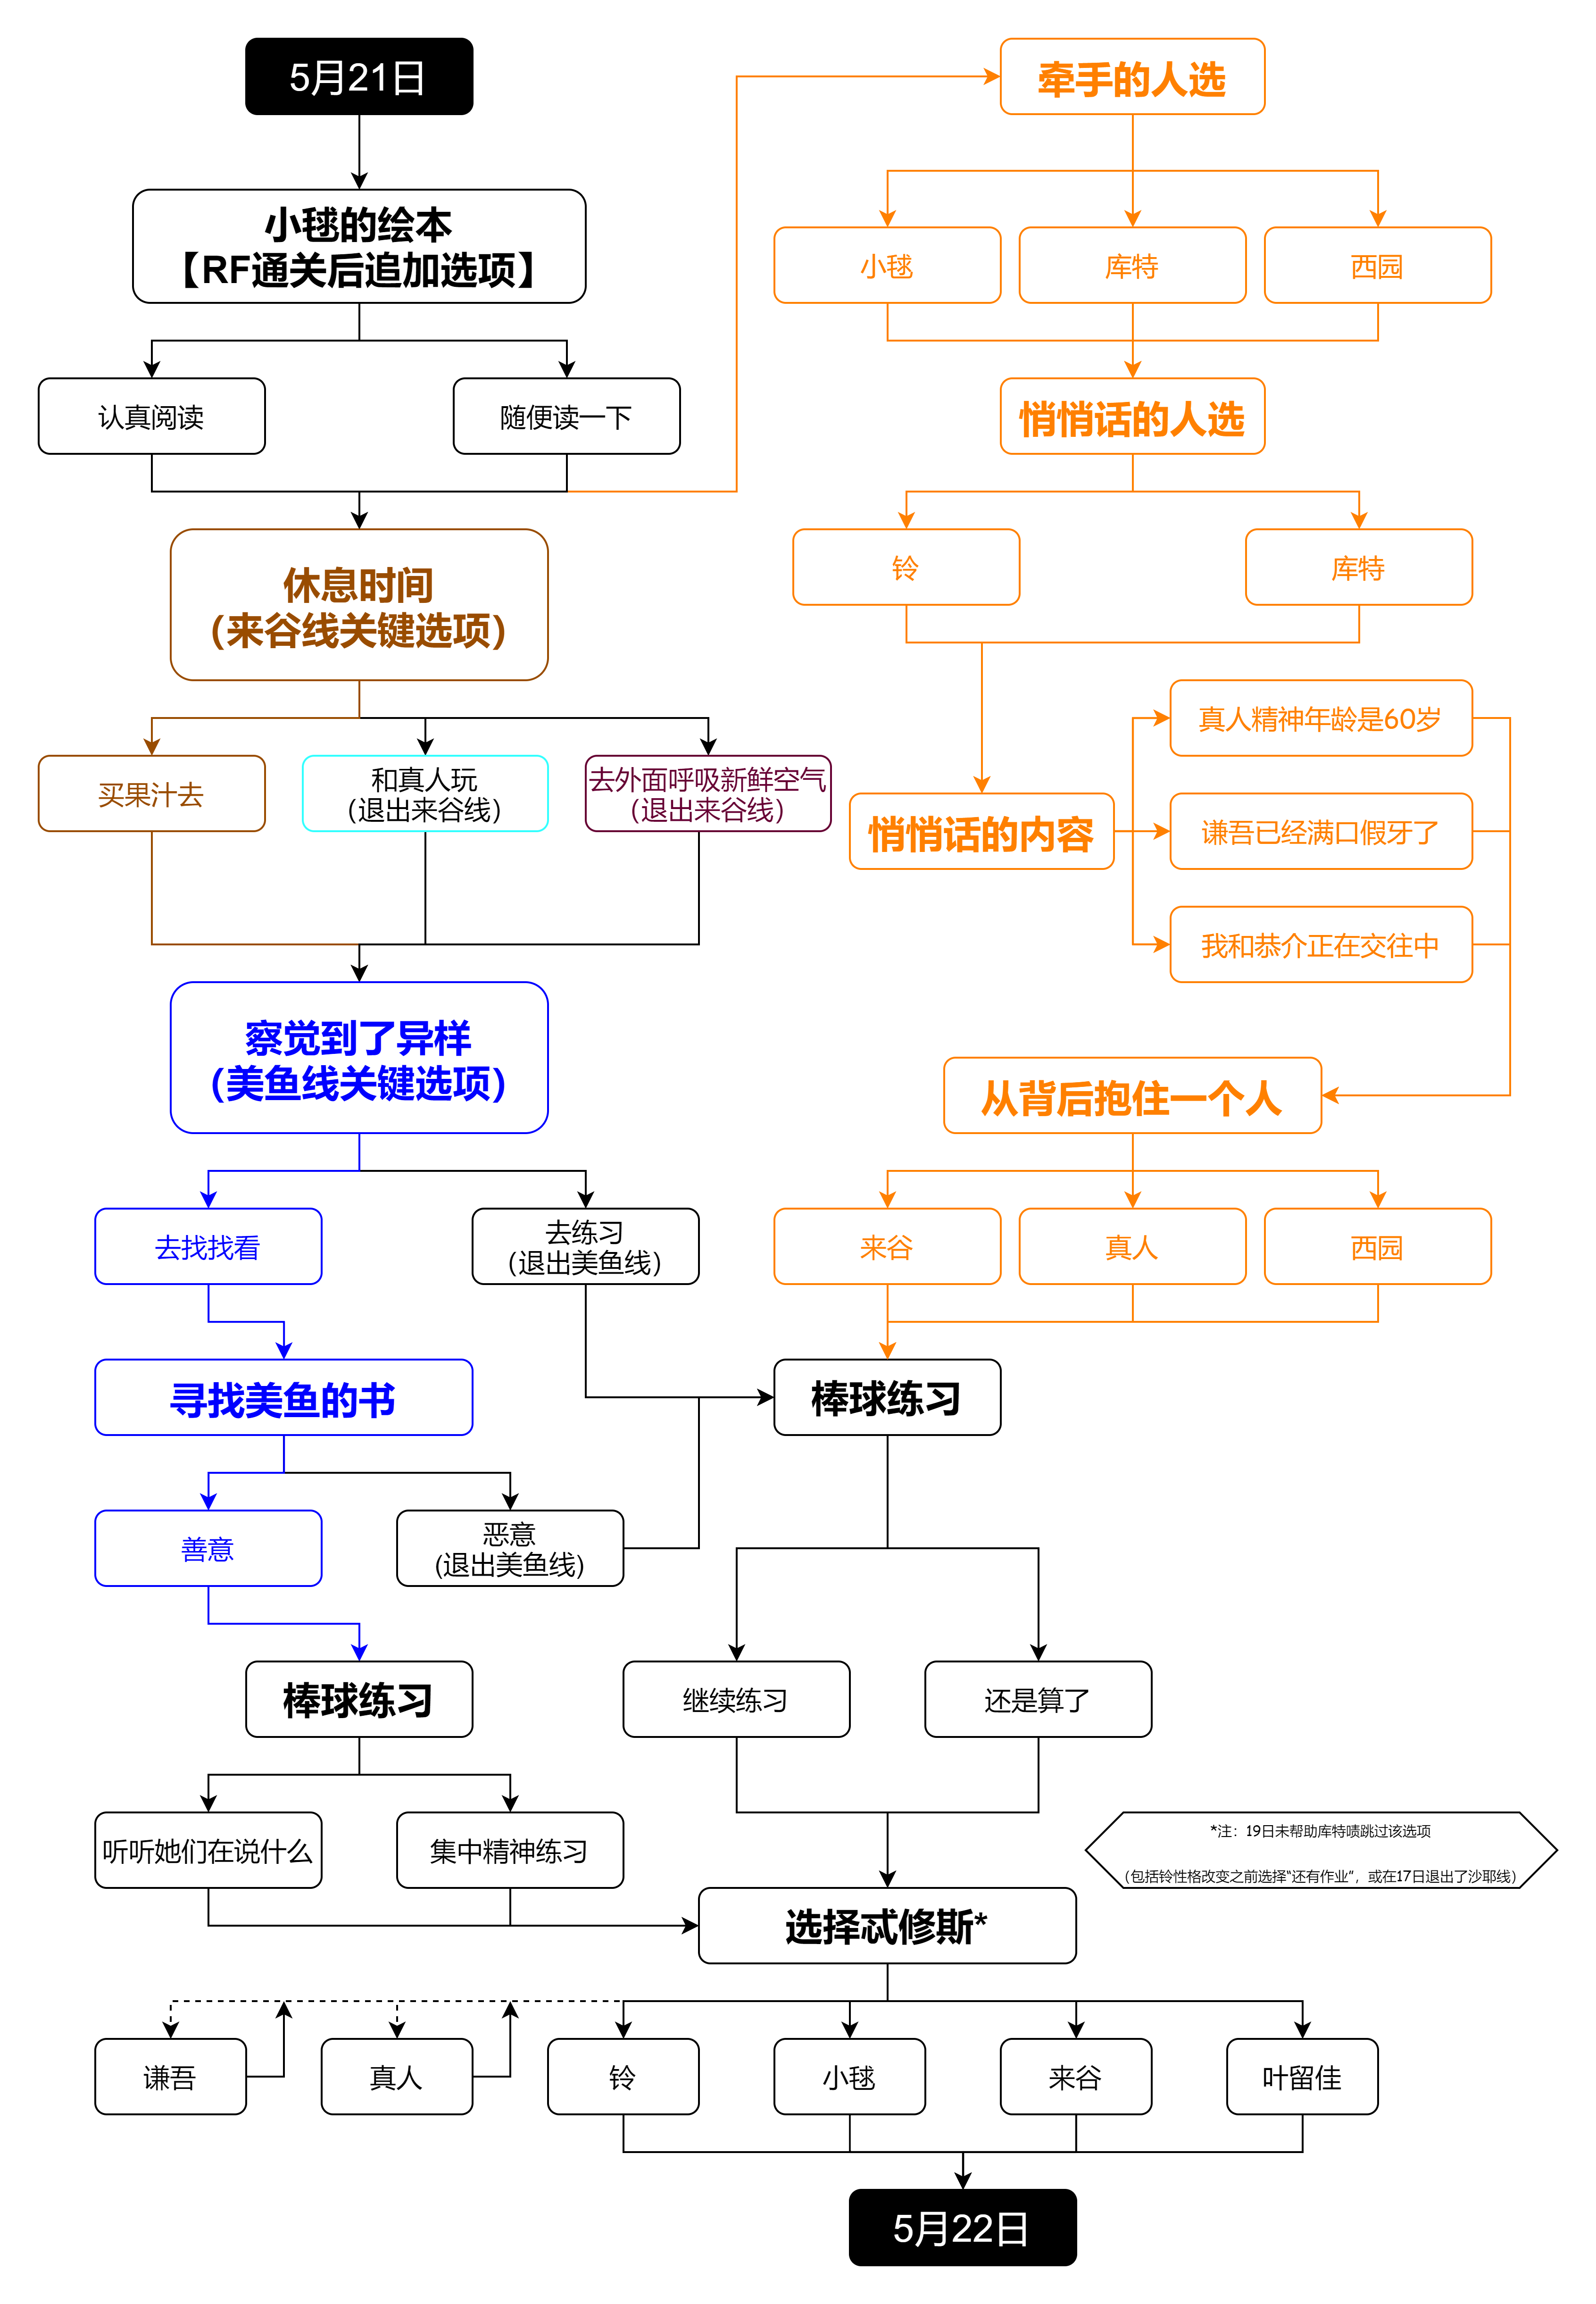 5月21日
小毬的绘本
【RF通关后追加选项】
认真阅读
随便读一下
休息时间
（来谷线关键选项）
买果汁去
和真人玩
（退出来谷线）
去外面呼吸新鲜空气
（退出来谷线）
察觉到了异样
（美鱼线关键选项）
去找找看
去练习
（退出美鱼线）
寻找美鱼的书
善意
恶意
（退出美鱼线）
棒球练习
听听她们在说什么
集中精神练习
牵手的人选
小毬
库特
西园
悄悄话的人选
铃
库特
悄悄话的内容
真人精神年龄是60岁
谦吾已经满口假牙了
我和恭介正在交往中
从背后抱住一个人
来谷
真人
西园
棒球练习
继续练习
还是算了
*注：19日未帮助库特啧跳过该选项
（包括铃性格改变之前选择“还有作业”，或在17日退出了沙耶线）
选择忒修斯*
谦吾
真人
铃
小毬
来谷
叶留佳
5月22日